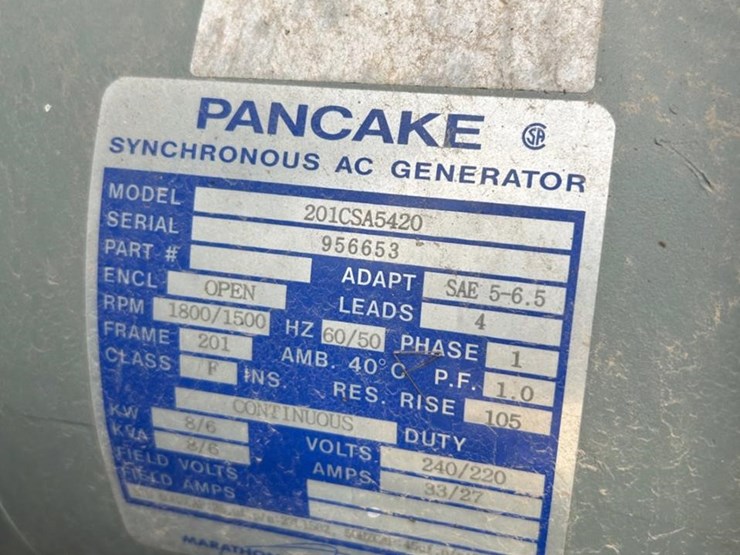 PANCAKE SA
SYNCHRONOUS AC GENERATOR
MODEL 201CSA5420
SERIAL 956653
PART # ADAPT SAE 5-6.5
ENCL OPEN LEADS 4
RPM 1800/1500 HZ 60/50 PHASE 1
FRAME 201 AMB. 40°C P.F. 1.0
CLASS F INS. RES. RISE 105
CONTINUOUS DUTY
KW 8/6 VOLTS 240/220
KVA 8/6 AMPS 33/27
FIELD VOLTS
FIELD AMPS